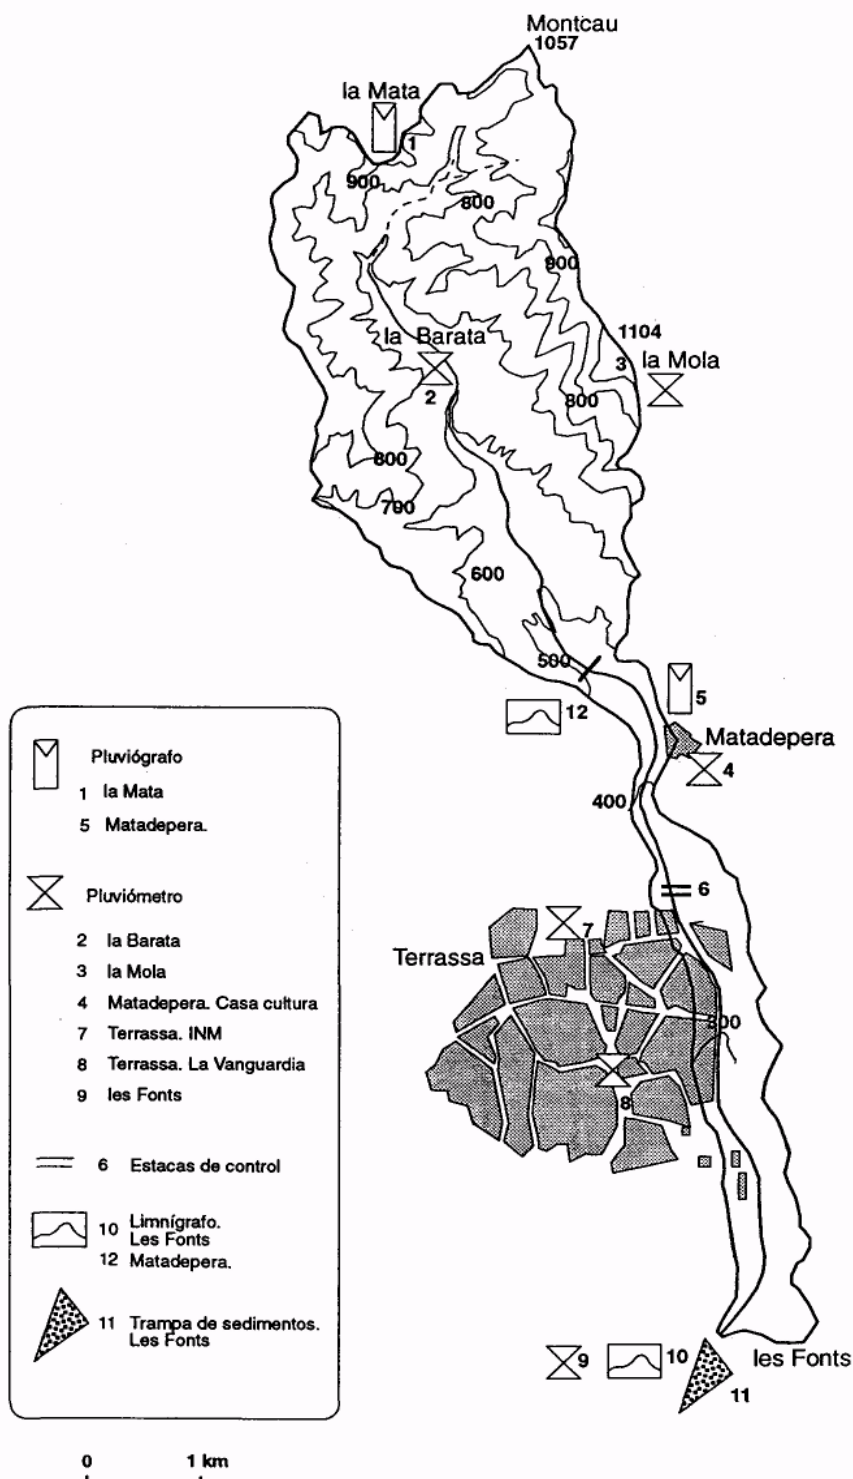 Montcau
1057
la Mata
1
900
800
900
la Barata
1104
3 la Mola
2
800
800
700
600
500
12
5
Matadepera
4
400
6
7
Terrassa
300
8
9
10
les Fonts
11
Pluviógrafo
1 la Mata
5 Matadepera.
Pluviómetro
2 la Barata
3 la Mola
4 Matadepera. Casa cultura
7 Terrassa. INM
8 Terrassa. La Vanguardia
9 les Fonts
6 Estacas de control
10 Limnígrafo.
Les Fonts
12 Matadepera.
11 Trampa de sedimentos.
Les Fonts
0 1 km